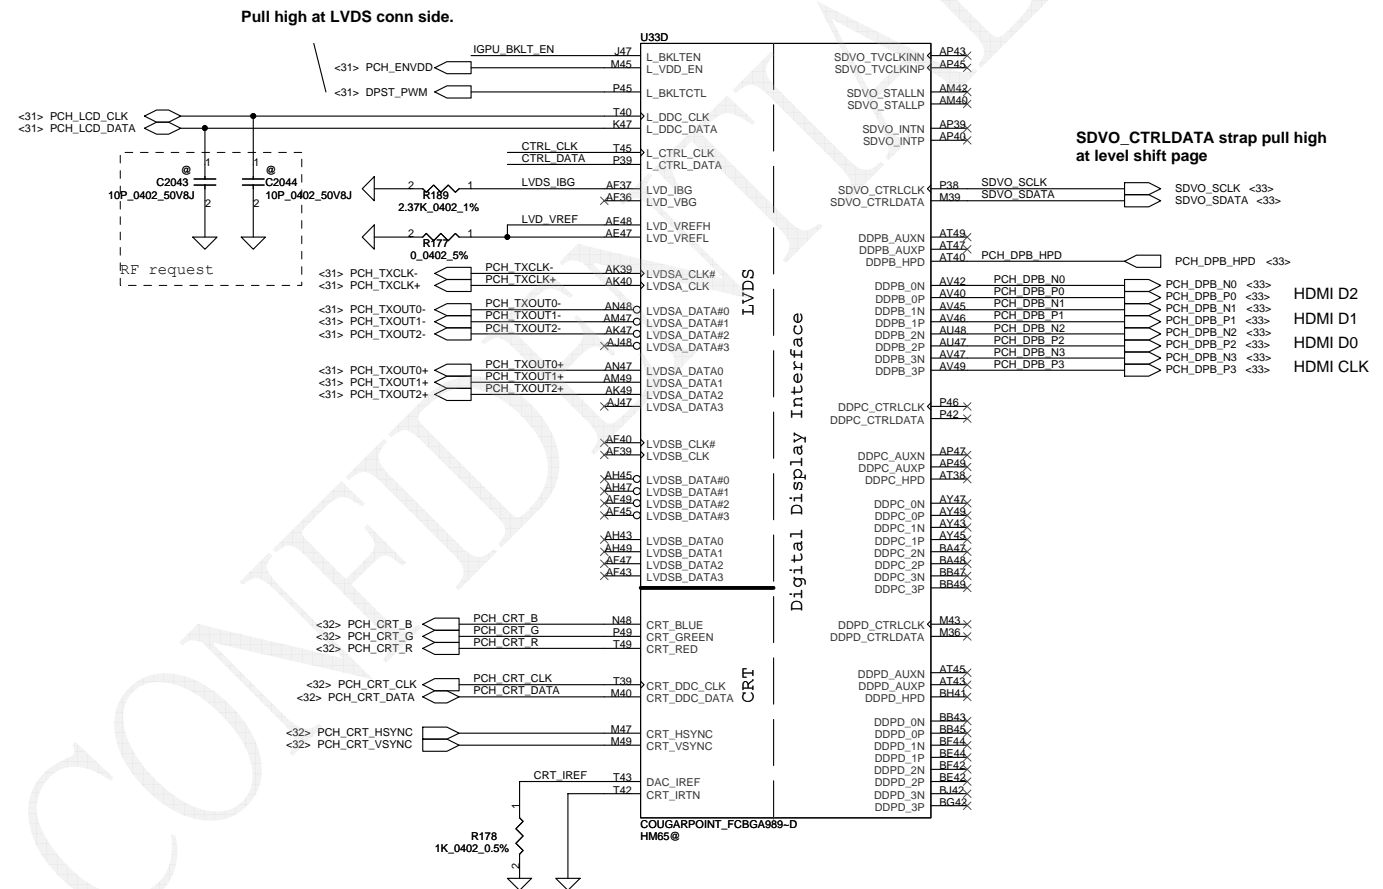 Pull high at LVDS conn side.
U33D
IGPU_BKLT_EN J47 L_BKLTEN
<31> PCH_ENVDD M45 L_VDD_EN
<31> DPST_PWM P45 L_BKLTCTL
<31> PCH_LCD_CLK T40 L_DDC_CLK
<31> PCH_LCD_DATA K47 L_DDC_DATA
CTRL_CLK T45 L_CTRL_CLK
CTRL_DATA P39 L_CTRL_DATA
@ 1 C2043 10P_0402_50V8J 2
@ 1 C2044 10P_0402_50V8J 2
RF request
2 R189 1 2.37K_0402_1%
LVDS_IBG AF37 LVD_IBG
AF36 LVD_VBG
LVD_VREF AE48 LVD_VREFH
AE47 LVD_VREFL
2 R177 1 0_0402_5%
<31> PCH_TXCLK- PCH_TXCLK- AK39 LVDSA_CLK#
<31> PCH_TXCLK+ PCH_TXCLK+ AK40 LVDSA_CLK
<31> PCH_TXOUT0- PCH_TXOUT0- AN48 LVDSA_DATA#0
<31> PCH_TXOUT1- PCH_TXOUT1- AM47 LVDSA_DATA#1
<31> PCH_TXOUT2- PCH_TXOUT2- AK47 LVDSA_DATA#2
AJ48 LVDSA_DATA#3
<31> PCH_TXOUT0+ PCH_TXOUT0+ AN47 LVDSA_DATA0
<31> PCH_TXOUT1+ PCH_TXOUT1+ AM49 LVDSA_DATA1
<31> PCH_TXOUT2+ PCH_TXOUT2+ AK49 LVDSA_DATA2
AJ47 LVDSA_DATA3
AF40 LVDSB_CLK#
AF39 LVDSB_CLK
AH45 LVDSB_DATA#0
AH47 LVDSB_DATA#1
AF49 LVDSB_DATA#2
AF45 LVDSB_DATA#3
AH43 LVDSB_DATA0
AH49 LVDSB_DATA1
AF47 LVDSB_DATA2
AF43 LVDSB_DATA3
LVDS
<32> PCH_CRT_B PCH_CRT_B N48 CRT_BLUE
<32> PCH_CRT_G PCH_CRT_G P49 CRT_GREEN
<32> PCH_CRT_R PCH_CRT_R T49 CRT_RED
<32> PCH_CRT_CLK PCH_CRT_CLK T39 CRT_DDC_CLK
<32> PCH_CRT_DATA PCH_CRT_DATA M40 CRT_DDC_DATA
<32> PCH_CRT_HSYNC M47 CRT_HSYNC
<32> PCH_CRT_VSYNC M49 CRT_VSYNC
CRT_IREF T43 DAC_IREF
T42 CRT_IRTN
CRT
1 R178 1K_0402_0.5% 2
COUGARPOINT_FCBGA989~D
HM65@
Digital Display Interface
SDVO_TVCLKINN AP43
SDVO_TVCLKINP AP45
SDVO_STALLN AM42
SDVO_STALLP AM40
SDVO_INTN AP39
SDVO_INTP AP40
SDVO_CTRLDATA strap pull high
at level shift page
SDVO_CTRLCLK P38 SDVO_SCLK SDVO_SCLK <33>
SDVO_CTRLDATA M39 SDVO_SDATA SDVO_SDATA <33>
DDPB_AUXN AT49
DDPB_AUXP AT47
DDPB_HPD AT40 PCH_DPB_HPD PCH_DPB_HPD <33>
DDPB_0N AV42 PCH_DPB_N0 PCH_DPB_N0 <33>
DDPB_0P AV40 PCH_DPB_P0 PCH_DPB_P0 <33> HDMI D2
DDPB_1N AV45 PCH_DPB_N1 PCH_DPB_N1 <33>
DDPB_1P AV46 PCH_DPB_P1 PCH_DPB_P1 <33> HDMI D1
DDPB_2N AU48 PCH_DPB_N2 PCH_DPB_N2 <33>
DDPB_2P AU47 PCH_DPB_P2 PCH_DPB_P2 <33> HDMI D0
DDPB_3N AV47 PCH_DPB_N3 PCH_DPB_N3 <33>
DDPB_3P AV49 PCH_DPB_P3 PCH_DPB_P3 <33> HDMI CLK
DDPC_CTRLCLK P46
DDPC_CTRLDATA P42
DDPC_AUXN AP47
DDPC_AUXP AP49
DDPC_HPD AT38
DDPC_0N AY47
DDPC_0P AY49
DDPC_1N AY43
DDPC_1P AY45
DDPC_2N BA47
DDPC_2P BA48
DDPC_3N BB47
DDPC_3P BB49
DDPD_CTRLCLK M43
DDPD_CTRLDATA M36
DDPD_AUXN AT45
DDPD_AUXP AT43
DDPD_HPD BH41
DDPD_0N BB43
DDPD_0P BB45
DDPD_1N BF44
DDPD_1P BE44
DDPD_2N BF42
DDPD_2P BE42
DDPD_3N BJ42
DDPD_3P BG42
CONFIDENTIAL